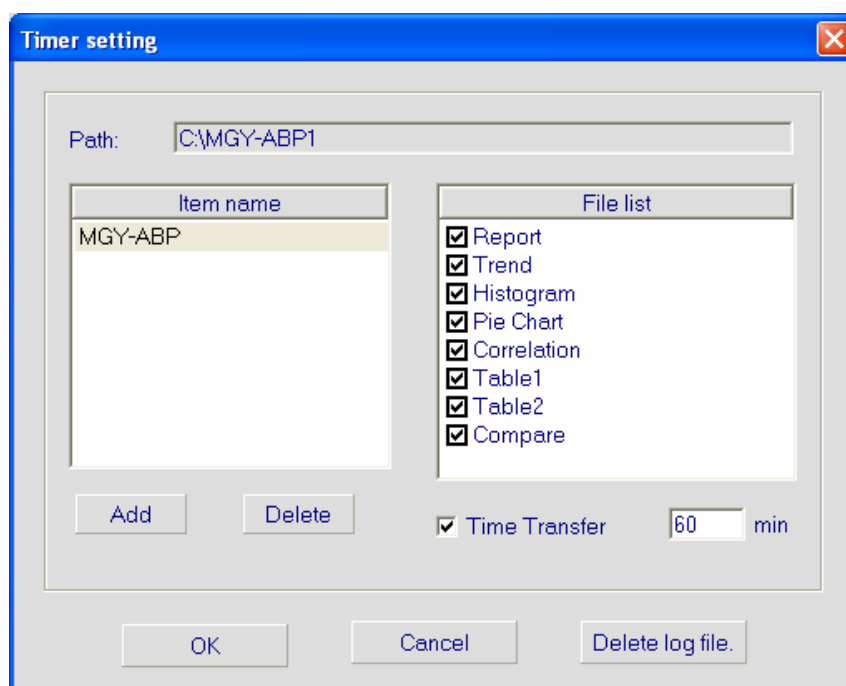 Timer setting
Path: C:\MGY-ABP1
Item name
MGY-ABP
File list
Report
Trend
Histogram
Pie Chart
Correlation
Table1
Table2
Compare
Add Delete
Time Transfer 60 min
OK Cancel Delete log file.